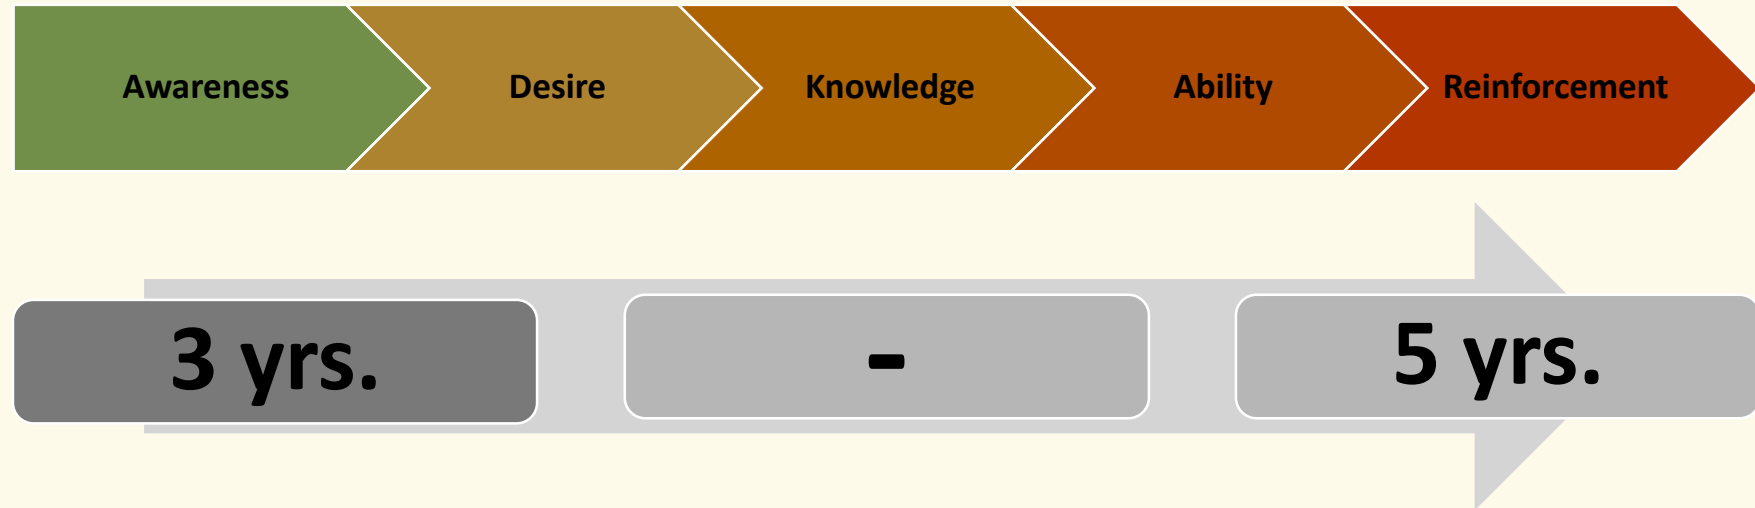 Awareness
Desire
Knowledge
Ability
Reinforcement
3 yrs.
-
5 yrs.